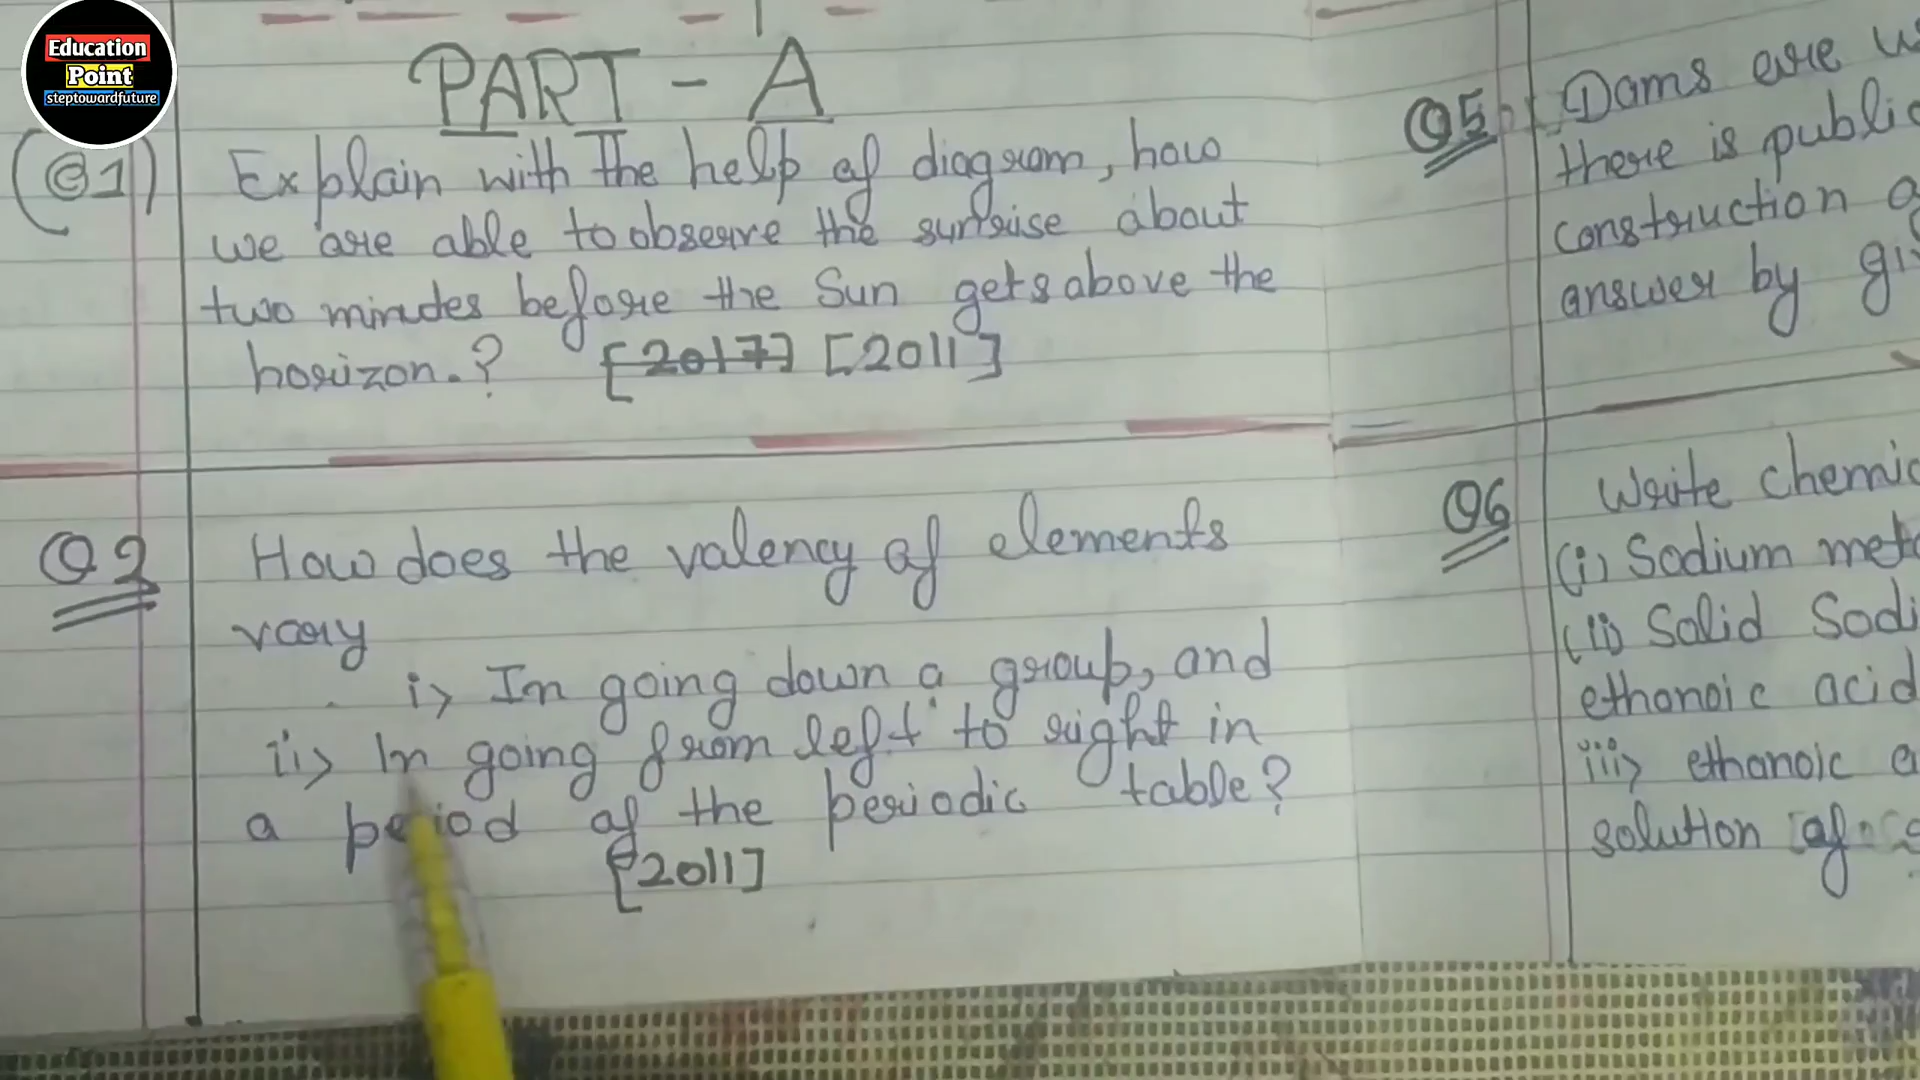 Education
Point
steptowardfuture
PART - A
Q1 Explain with the help of diagram, how
we are able to observe the sunrise about
two minutes before the Sun gets above the
horizon.? [2017] [2011]
Q2 How does the valency of elements
vary
i> In going down a group, and
ii> In going from left to right in
a period of the periodic table?
[2011]
Q5 Dams are
there is public
construction
answer by
Q6 Write
(i) Sodium
(ii) Solid
ethanoic acid
iii> ethanoic
solution of